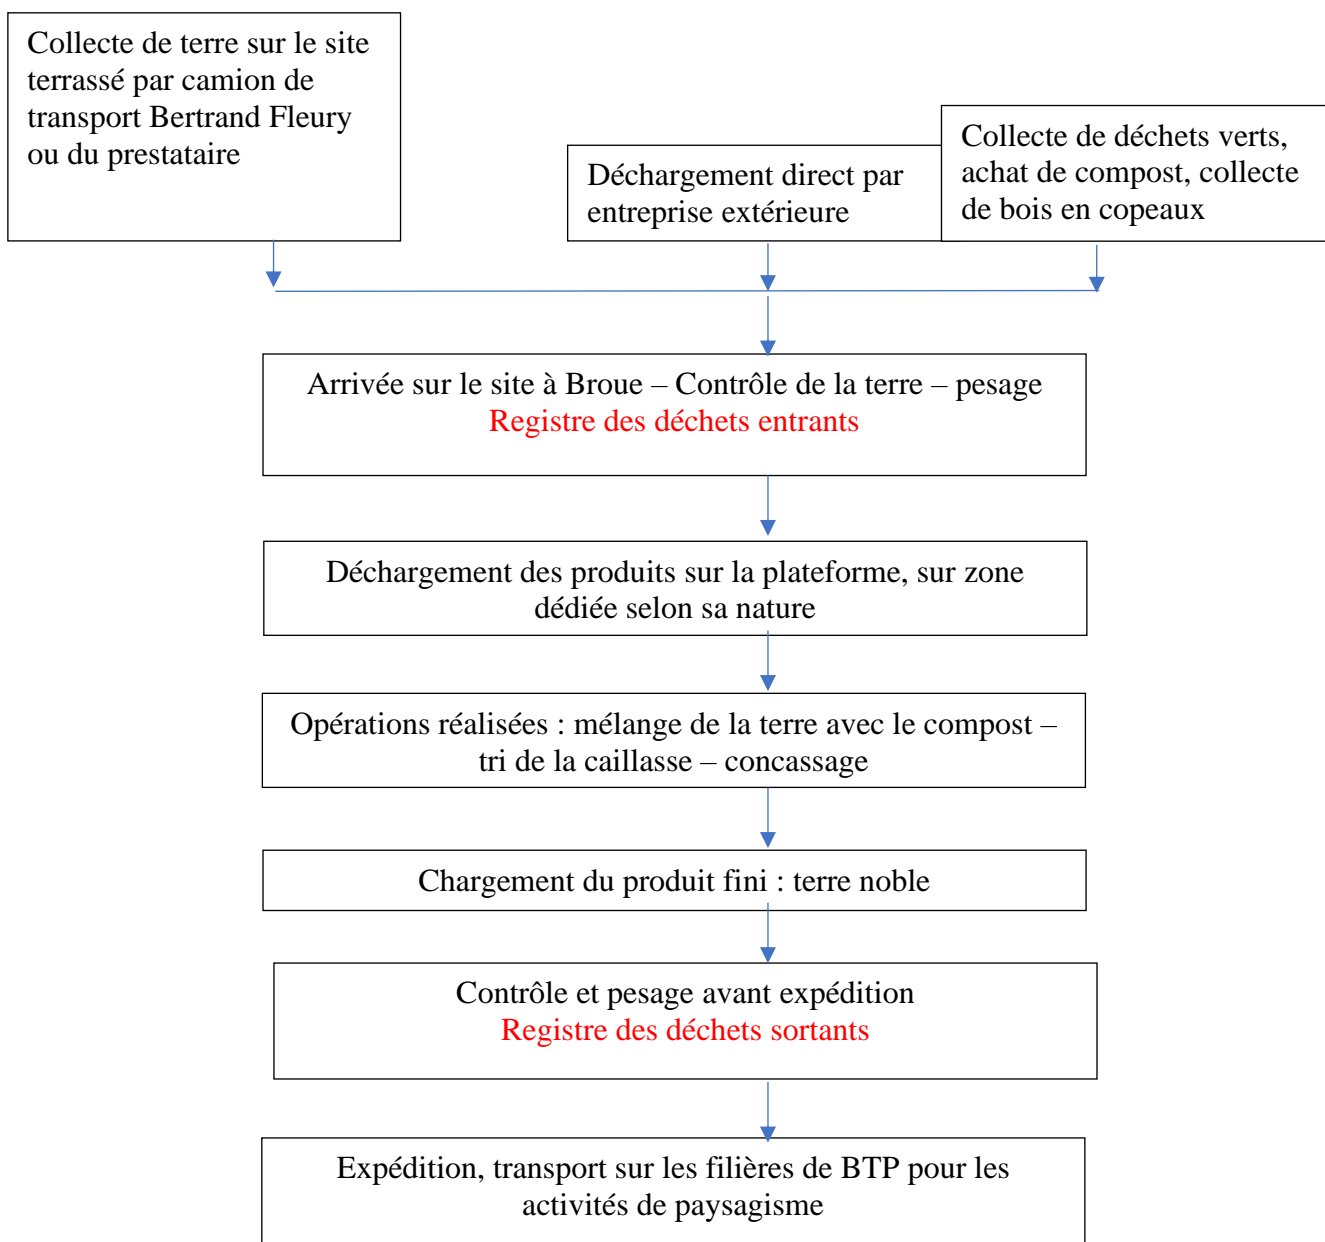 Collecte de terre sur le site
terrassé par camion de
transport Bertrand Fleury
ou du prestataire
Déchargement direct par
entreprise extérieure
Collecte de déchets verts,
achat de compost, collecte
de bois en copeaux
Arrivée sur le site à Broue – Contrôle de la terre – pesage
Registre des déchets entrants
Déchargement des produits sur la plateforme, sur zone
dédiée selon sa nature
Opérations réalisées : mélange de la terre avec le compost –
tri de la caillasse – concassage
Chargement du produit fini : terre noble
Contrôle et pesage avant expédition
Registre des déchets sortants
Expédition, transport sur les filières de BTP pour les
activités de paysagisme